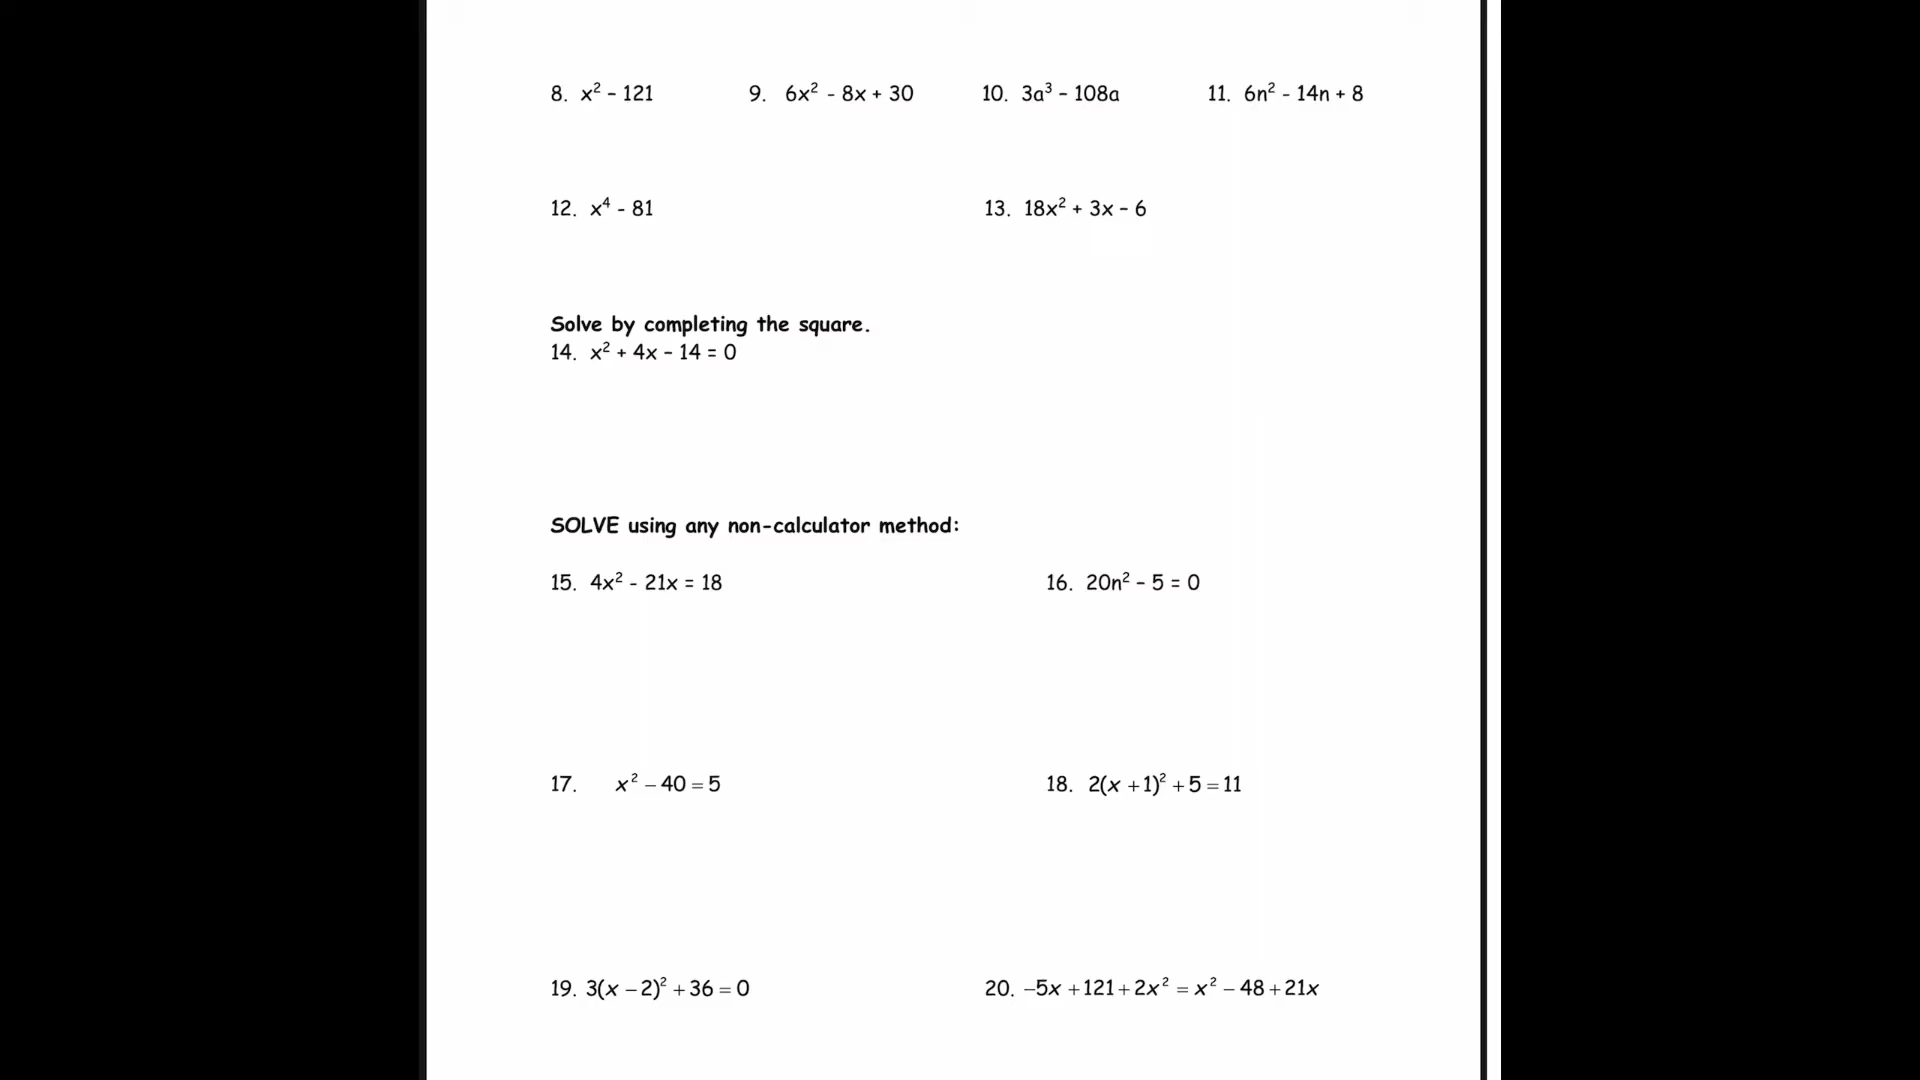 8. x² – 121 9. 6x² - 8x + 30 10. 3a³ – 108a 11. 6n² - 14n + 8
12. x⁴ - 81 13. 18x² + 3x – 6
Solve by completing the square.
14. x² + 4x – 14 = 0
SOLVE using any non-calculator method:
15. 4x² - 21x = 18 16. 20n² – 5 = 0
17. x² – 40 = 5 18. 2(x + 1)² + 5 = 11
19. 3(x – 2)² + 36 = 0 20. –5x + 121 + 2x² = x² – 48 + 21x